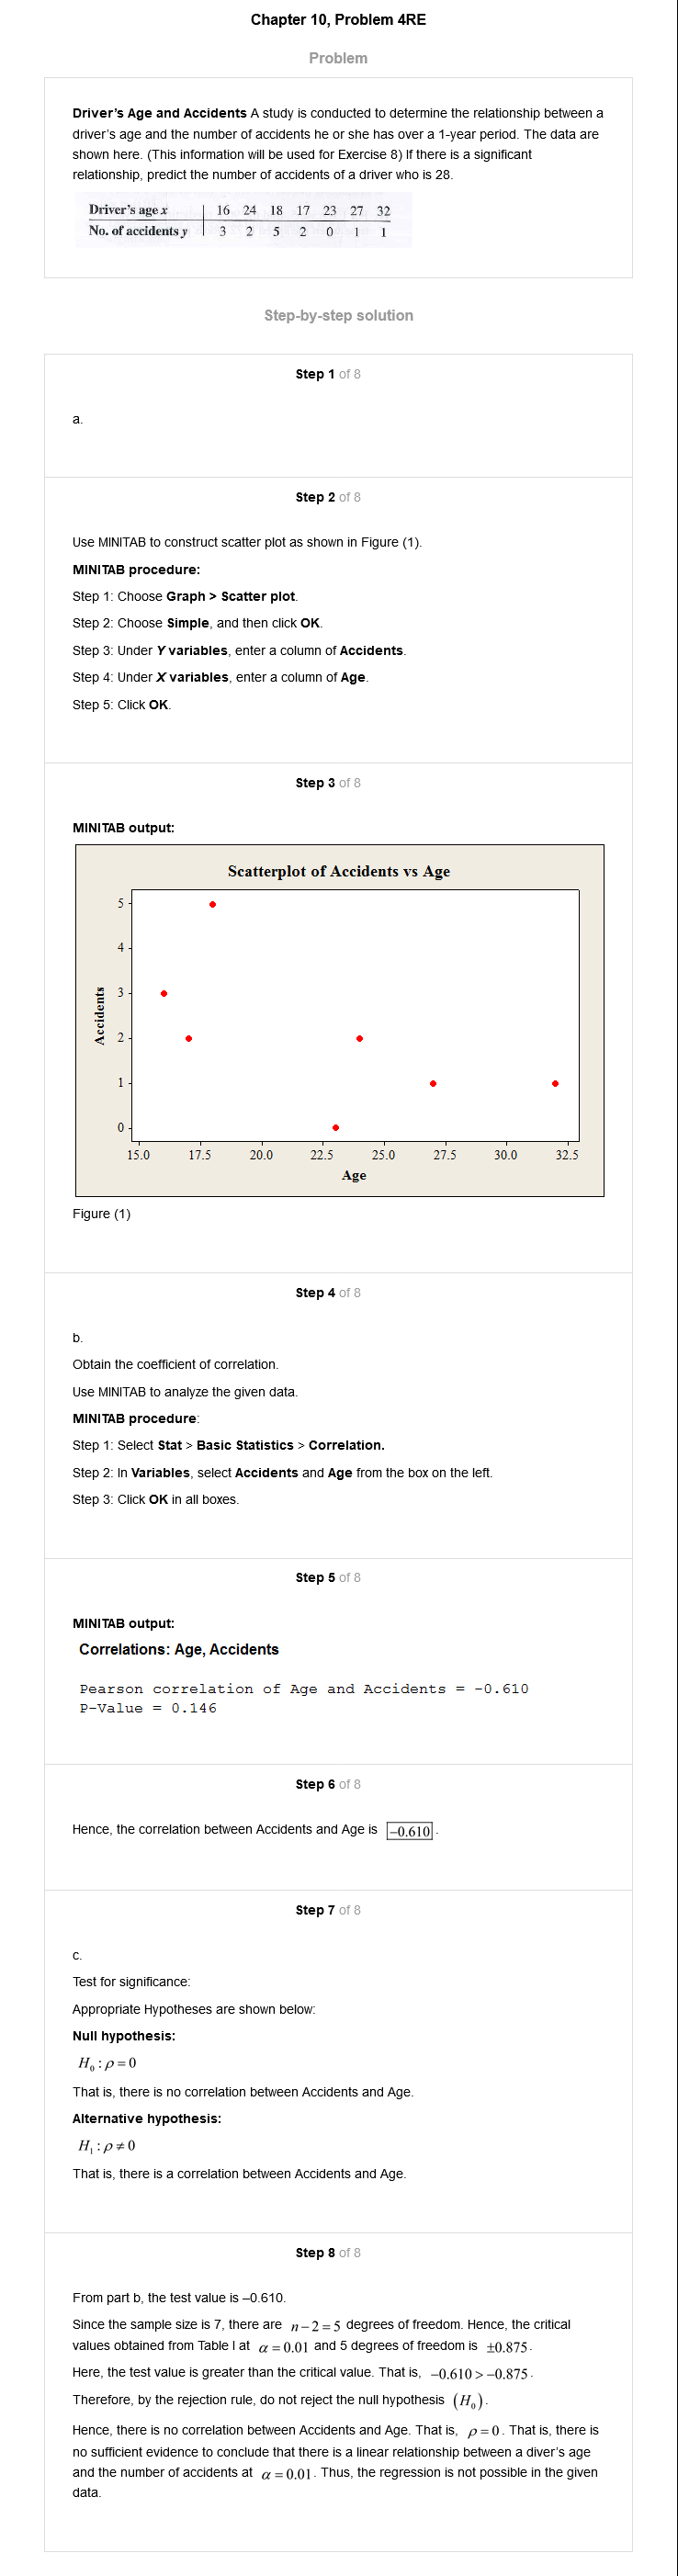 Chapter 10, Problem 4RE
Problem
Driver's Age and Accidents A study is conducted to determine the relationship between a
driver's age and the number of accidents he or she has over a 1-year period. The data are
shown here. (This information will be used for Exercise 8) If there is a significant
relationship, predict the number of accidents of a driver who is 28.
Driver's age x | 16 24 18 17 23 27 32
No. of accidents y | 3 2 5 2 0 1 1
Step-by-step solution
Step 1 of 8
a.
Step 2 of 8
Use MINITAB to construct scatter plot as shown in Figure (1).
MINITAB procedure:
Step 1: Choose Graph > Scatter plot.
Step 2: Choose Simple, and then click OK.
Step 3: Under Y variables, enter a column of Accidents.
Step 4: Under X variables, enter a column of Age.
Step 5: Click OK.
Step 3 of 8
MINITAB output:
Scatterplot of Accidents vs Age
5
4
3
2
1
0
Accidents
15.0 17.5 20.0 22.5 25.0 27.5 30.0 32.5
Age
Figure (1)
Step 4 of 8
b.
Obtain the coefficient of correlation.
Use MINITAB to analyze the given data.
MINITAB procedure:
Step 1: Select Stat > Basic Statistics > Correlation.
Step 2: In Variables, select Accidents and Age from the box on the left.
Step 3: Click OK in all boxes.
Step 5 of 8
MINITAB output:
Correlations: Age, Accidents
Pearson correlation of Age and Accidents = -0.610
P-Value = 0.146
Step 6 of 8
Hence, the correlation between Accidents and Age is −0.610.
Step 7 of 8
c.
Test for significance:
Appropriate Hypotheses are shown below:
Null hypothesis:
H₀ : ρ = 0
That is, there is no correlation between Accidents and Age.
Alternative hypothesis:
H₁ : ρ ≠ 0
That is, there is a correlation between Accidents and Age.
Step 8 of 8
From part b, the test value is –0.610.
Since the sample size is 7, there are n − 2 = 5 degrees of freedom. Hence, the critical
values obtained from Table I at α = 0.01 and 5 degrees of freedom is ±0.875.
Here, the test value is greater than the critical value. That is, −0.610 > −0.875.
Therefore, by the rejection rule, do not reject the null hypothesis (H₀).
Hence, there is no correlation between Accidents and Age. That is, ρ = 0. That is, there is
no sufficient evidence to conclude that there is a linear relationship between a diver's age
and the number of accidents at α = 0.01. Thus, the regression is not possible in the given
data.